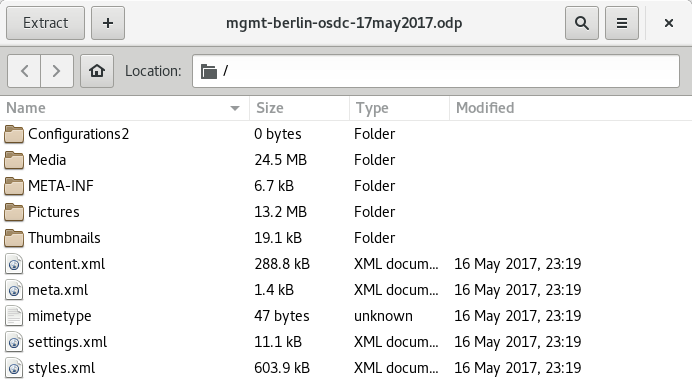 Extract + mgmt-berlin-osdc-17may2017.odp
Location: /
Name Size Type Modified
Configurations2 0 bytes Folder
Media 24.5 MB Folder
META-INF 6.7 kB Folder
Pictures 13.2 MB Folder
Thumbnails 19.1 kB Folder
content.xml 288.8 kB XML docum... 16 May 2017, 23:19
meta.xml 1.4 kB XML docum... 16 May 2017, 23:19
mimetype 47 bytes unknown 16 May 2017, 23:19
settings.xml 11.1 kB XML docum... 16 May 2017, 23:19
styles.xml 603.9 kB XML docum... 16 May 2017, 23:19